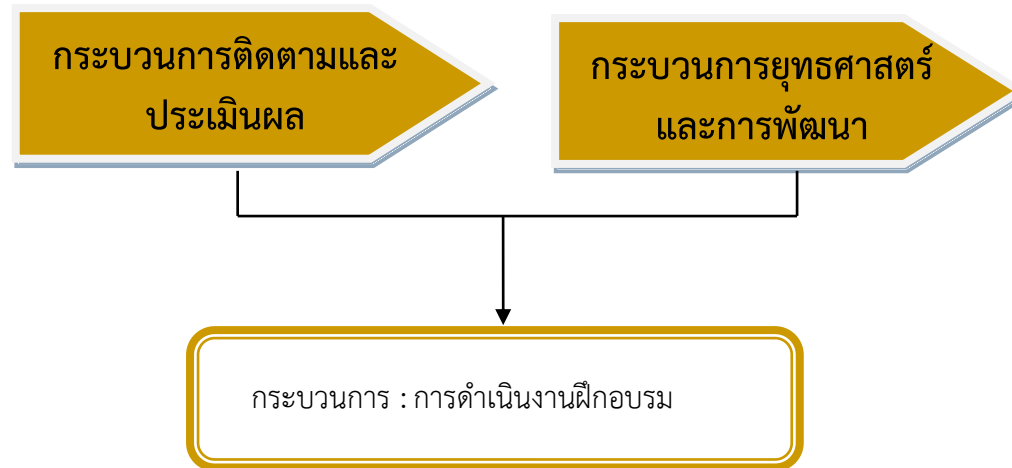 กระบวนการติดตามและ
ประเมินผล
กระบวนการยุทธศาสตร์
และการพัฒนา
กระบวนการ : การดำเนินงานฝึกอบรม